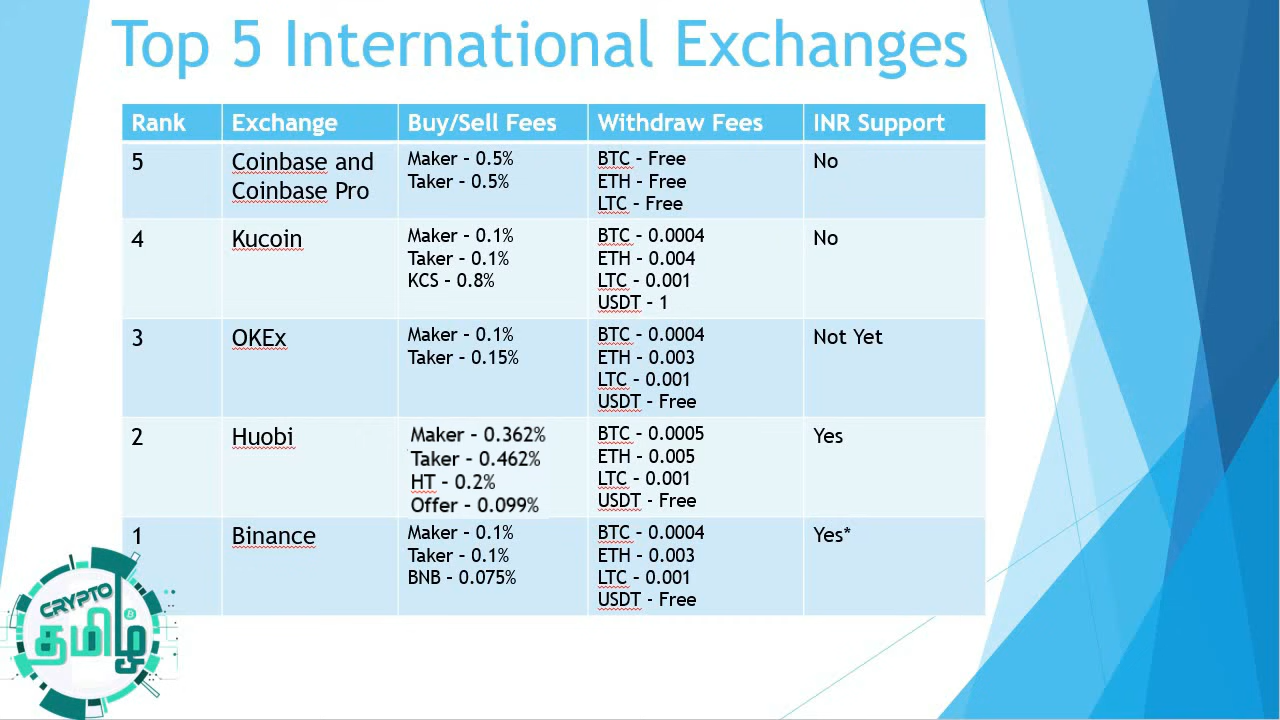 Top 5 International Exchanges
Rank Exchange Buy/Sell Fees Withdraw Fees INR Support
5 Coinbase and Coinbase Pro Maker – 0.5% Taker – 0.5% BTC – Free ETH – Free LTC – Free No
4 Kucoin Maker – 0.1% Taker – 0.1% KCS – 0.8% BTC – 0.0004 ETH – 0.004 LTC – 0.001 USDT – 1 No
3 OKEx Maker – 0.1% Taker – 0.15% BTC – 0.0004 ETH – 0.003 LTC – 0.001 USDT – Free Not Yet
2 Huobi Maker – 0.362% Taker – 0.462% HT – 0.2% Offer – 0.099% BTC – 0.0005 ETH – 0.005 LTC – 0.001 USDT - Free Yes
1 Binance Maker – 0.1% Taker – 0.1% BNB – 0.075% BTC – 0.0004 ETH – 0.003 LTC – 0.001 USDT - Free Yes*
CRYPTO
தமிழ்